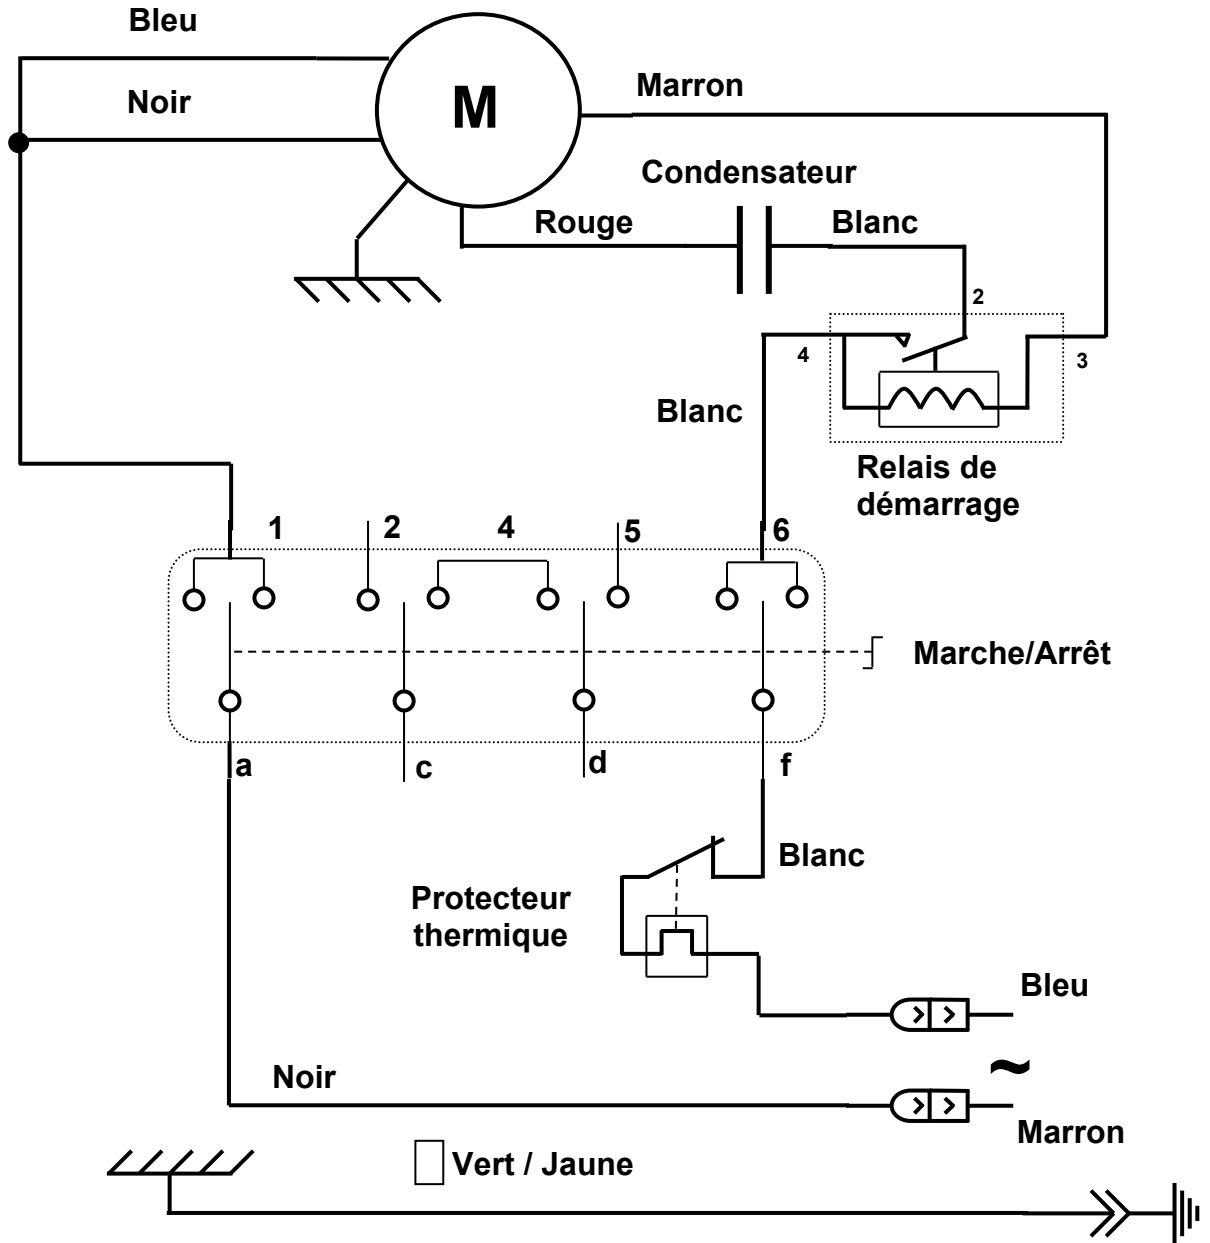 Bleu
Noir
M
Marron
Condensateur
Rouge
Blanc
2
4
3
Blanc
Relais de
démarrage
1
2
4
5
6
Marche/Arrêt
a
c
d
f
Blanc
Protecteur
thermique
Bleu
~
Noir
Marron
Vert / Jaune